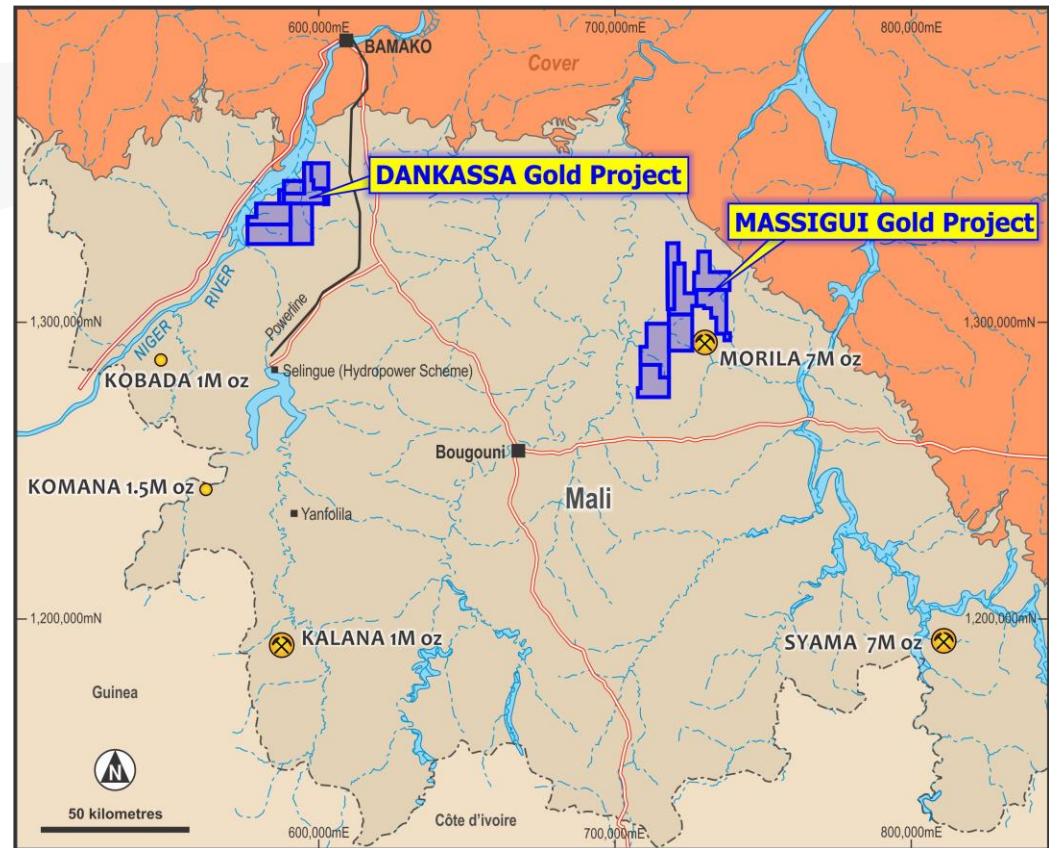 600,000mE
700,000mE
800,000mE
BAMAKO
Cover
DANKASSA Gold Project
MASSIGUI Gold Project
NIGER
RIVER
Powerline
1,300,000mN
1,300,000mN
KOBADA 1M oz
Selingue (Hydropower Scheme)
MORILA 7M oz
Bougouni
KOMANA 1.5M oz
Yanfolila
Mali
1,200,000mN
1,200,000mN
KALANA 1M oz
SYAMA 7M oz
Guinea
N
50 kilometres
Côte d'ivoire
600,000mE
700,000mE
800,000mE